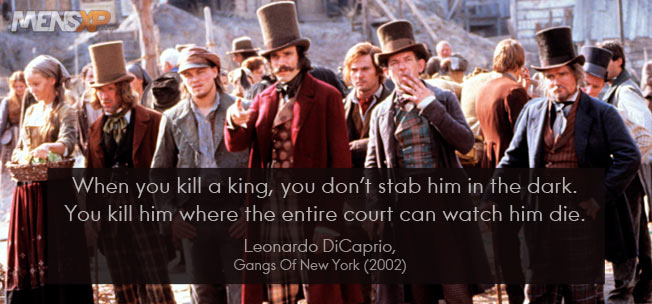 MENSXP
When you kill a king, you don't stab him in the dark.
You kill him where the entire court can watch him die.
Leonardo DiCaprio,
Gangs Of New York (2002)